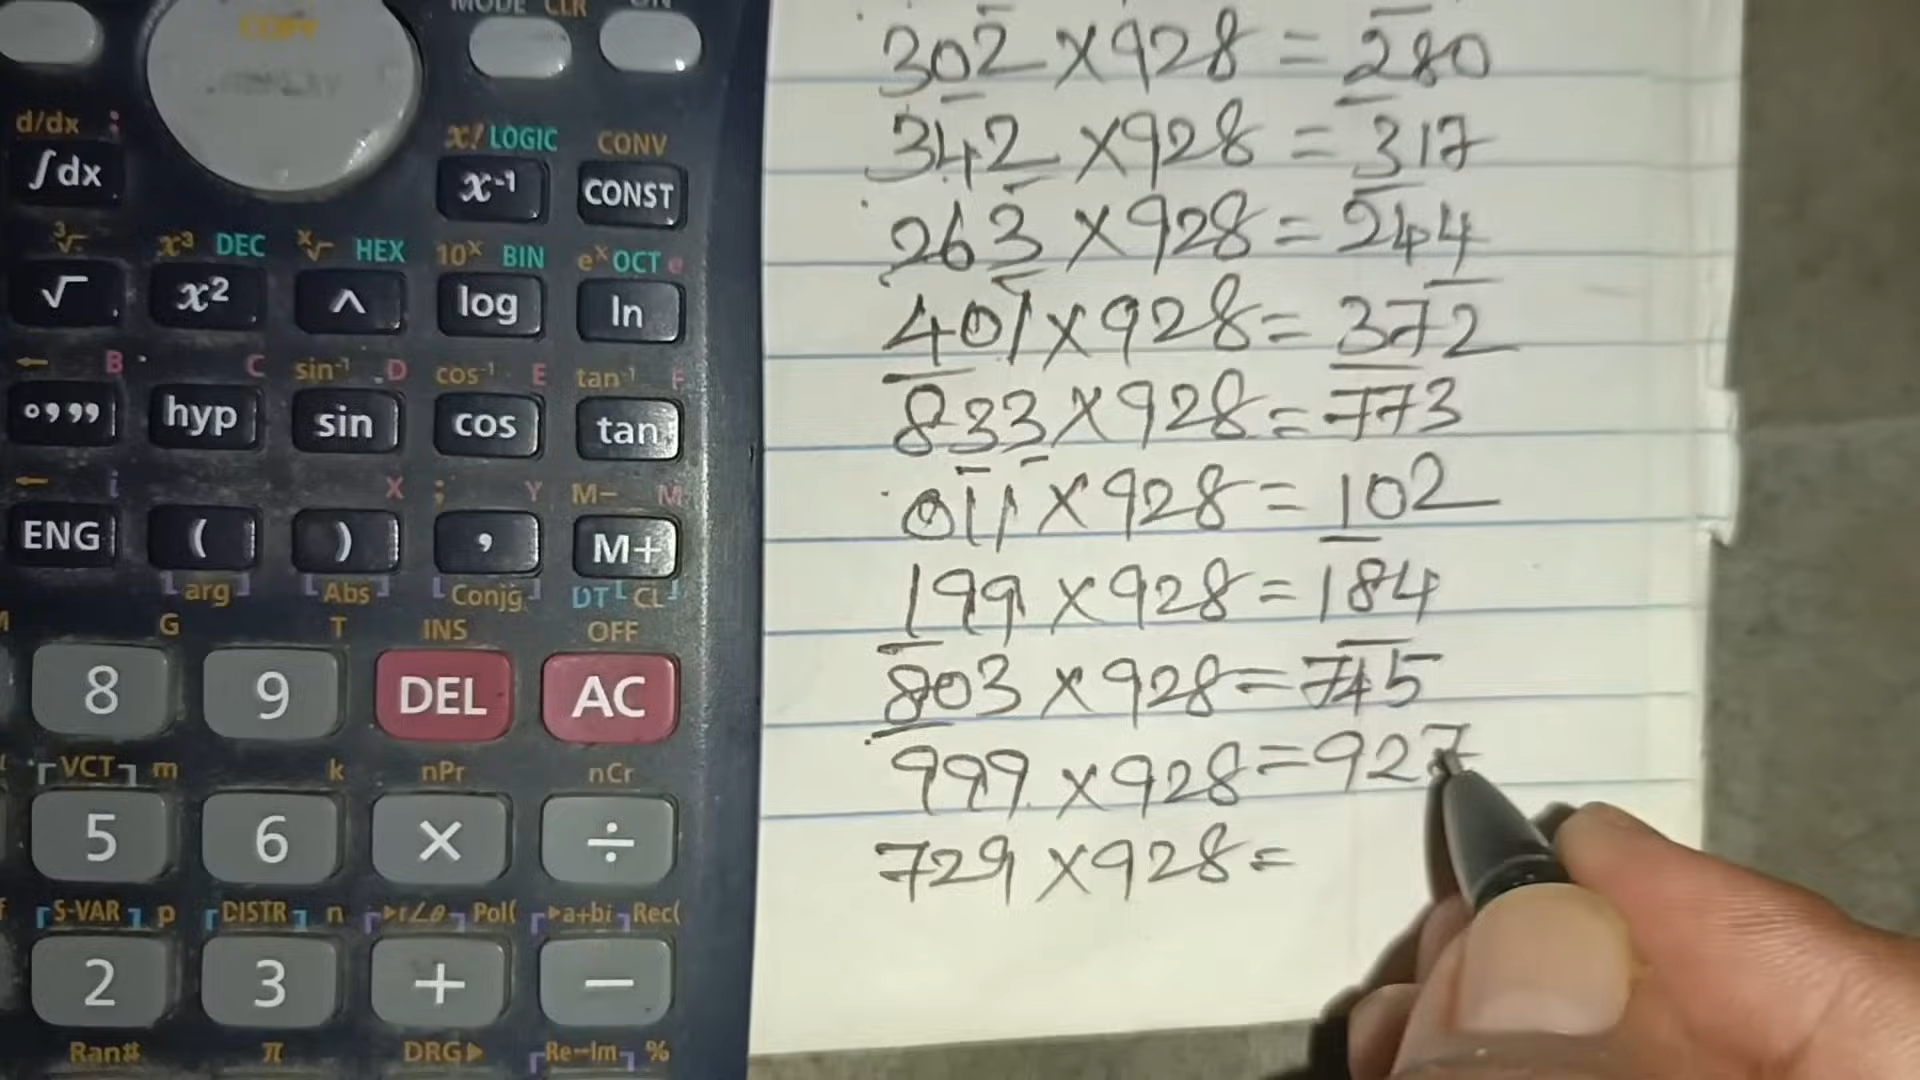 COPY
MODE CLR ON
d/dx ; x! LOGIC CONV
∫dx x⁻¹ CONST
³√ x³ DEC ˣ√ HEX 10ˣ BIN eˣ OCT e
√ x² ^ log ln
← B C sin⁻¹ D cos⁻¹ E tan⁻¹ F
°,,, hyp sin cos tan
← i X ; Y M− M
ENG ( ) , M+
arg Abs Conjg DT CL
G T INS OFF
8 9 DEL AC
VCT m k nPr nCr
5 6 × ÷
S-VAR p DISTR n ▶r∠θ Pol( ▶a+bi Rec(
2 3 + −
Ran# π DRG▶ Re↔Im %
302 × 928 = 280
342 × 928 = 317
263 × 928 = 244
401 × 928 = 372
833 × 928 = 773
011 × 928 = 102
199 × 928 = 184
803 × 928 = 745
999 × 928 = 927
729 × 928 =